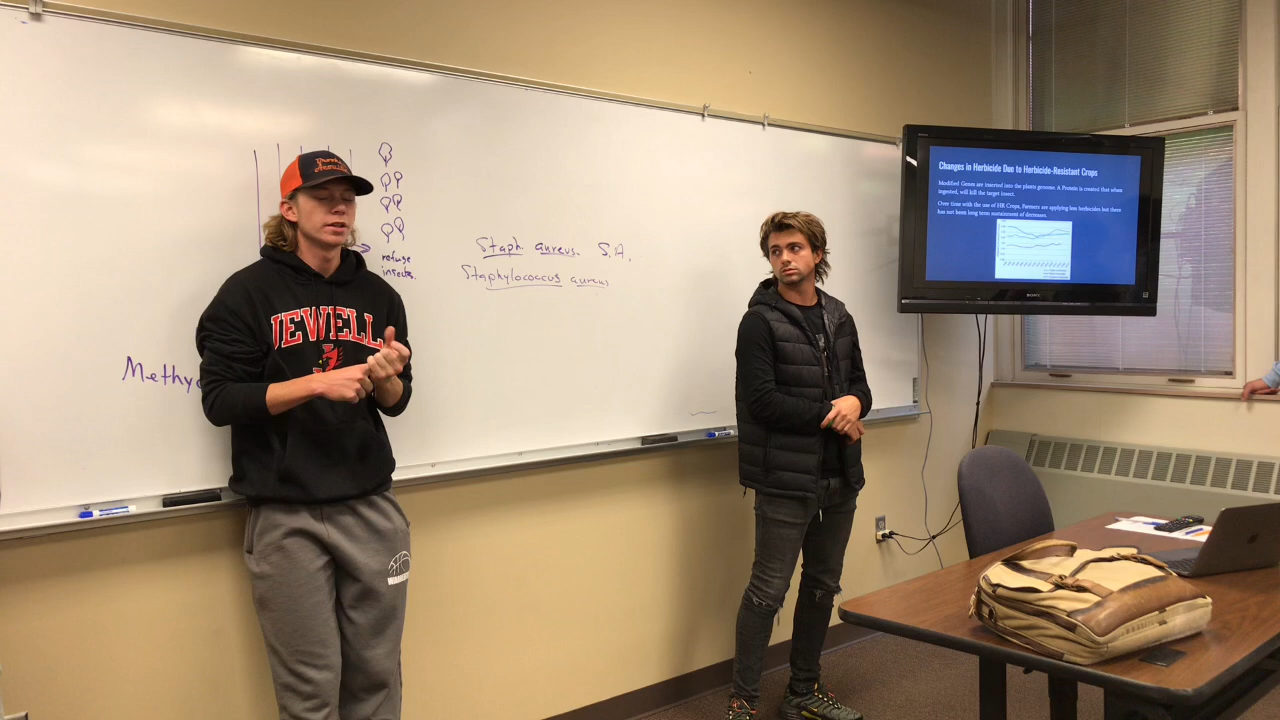 refuge
insects.
Staph. aureus. S.A.
Staphylococcus aureus
JEWELL
Changes in Herbicide Due to Herbicide-Resistant Crops
Modified Genes are inserted into the plants genome. A Protein is created that when
ingested, will kill the target insect.
Over time with the use of HR Crops, Farmers are applying less herbicides but there
has not been long term sustainment of decreases.
SONY